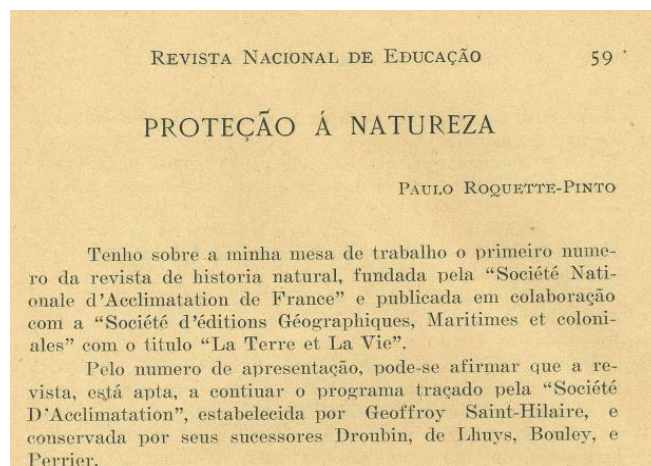 REVISTA NACIONAL DE EDUCAÇÃO 59
PROTEÇÃO Á NATUREZA
PAULO ROQUETTE-PINTO
Tenho sobre a minha mesa de trabalho o primeiro nume-
ro da revista de historia natural, fundada pela “Société Nati-
onale d’Acclimatation de France” e publicada em colaboração
com a “Société d’éditions Géographiques, Maritimes et coloni-
ales” com o titulo “La Terre et La Vie”.
Pelo numero de apresentação, pode-se afirmar que a re-
vista, está apta, a contiuar o programa traçado pela “Société
D’Acclimatation”, estabelecida por Geoffroy Saint-Hilaire, e
conservada por seus sucessores Droubin, de Lhuys, Bouley, e
Perrier.